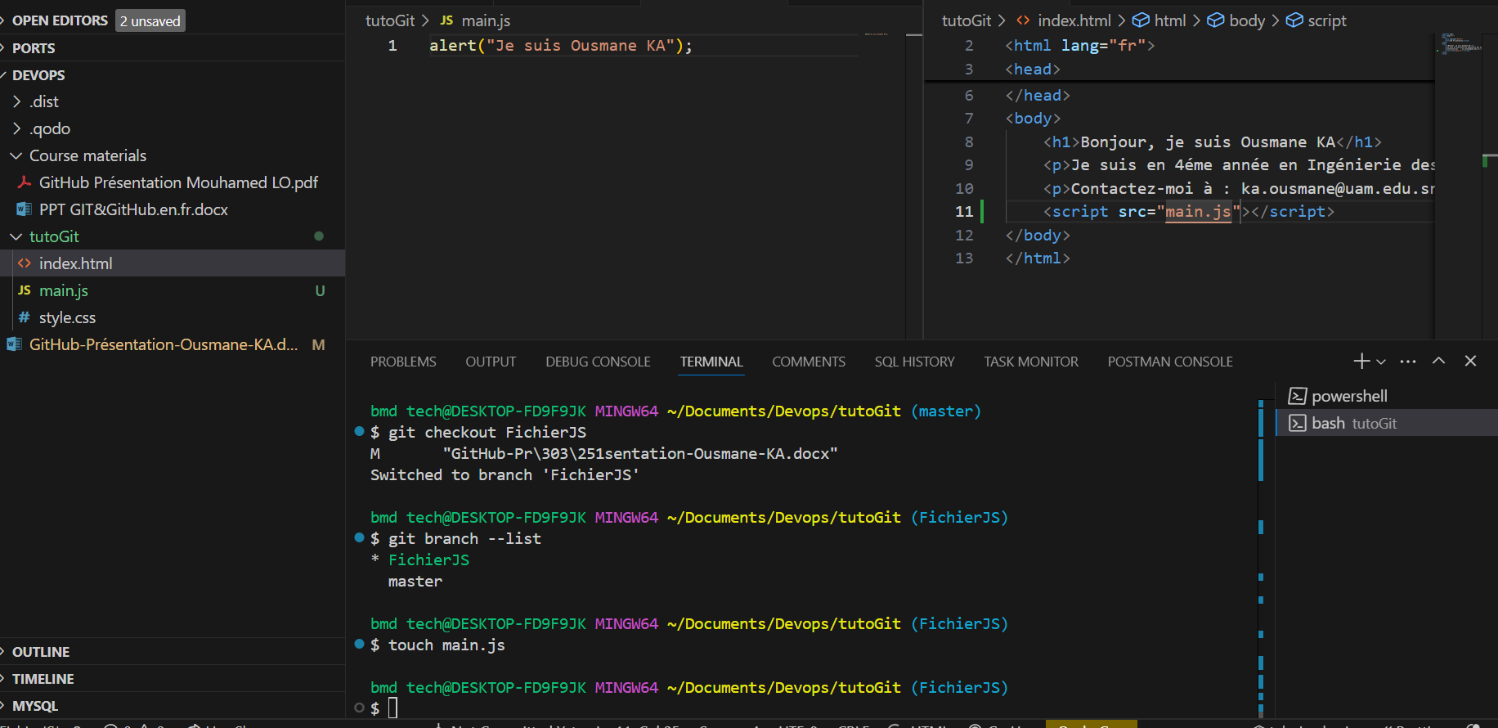 OPEN EDITORS 2 unsaved
PORTS
DEVOPS
.dist
.qodo
Course materials
GitHub Présentation Mouhamed LO.pdf
PPT GIT&GitHub.en.fr.docx
tutoGit
index.html
JS main.js U
# style.css
GitHub-Présentation-Ousmane-KA.d... M
OUTLINE
TIMELINE
MYSQL
tutoGit > JS main.js
1 alert("Je suis Ousmane KA");
tutoGit > index.html > html > body > script
2 <html lang="fr">
3 <head>
6 </head>
7 <body>
8 <h1>Bonjour, je suis Ousmane KA</h1>
9 <p>Je suis en 4éme année en Ingénierie des
10 <p>Contactez-moi à : ka.ousmane@uam.edu.sn
11 <script src="main.js"></script>
12 </body>
13 </html>
PROBLEMS OUTPUT DEBUG CONSOLE TERMINAL COMMENTS SQL HISTORY TASK MONITOR POSTMAN CONSOLE
bmd tech@DESKTOP-FD9F9JK MINGW64 ~/Documents/Devops/tutoGit (master)
$ git checkout FichierJS
M "GitHub-Pr\303\251sentation-Ousmane-KA.docx"
Switched to branch 'FichierJS'
bmd tech@DESKTOP-FD9F9JK MINGW64 ~/Documents/Devops/tutoGit (FichierJS)
$ git branch --list
* FichierJS
master
bmd tech@DESKTOP-FD9F9JK MINGW64 ~/Documents/Devops/tutoGit (FichierJS)
$ touch main.js
bmd tech@DESKTOP-FD9F9JK MINGW64 ~/Documents/Devops/tutoGit (FichierJS)
$
powershell
bash tutoGit